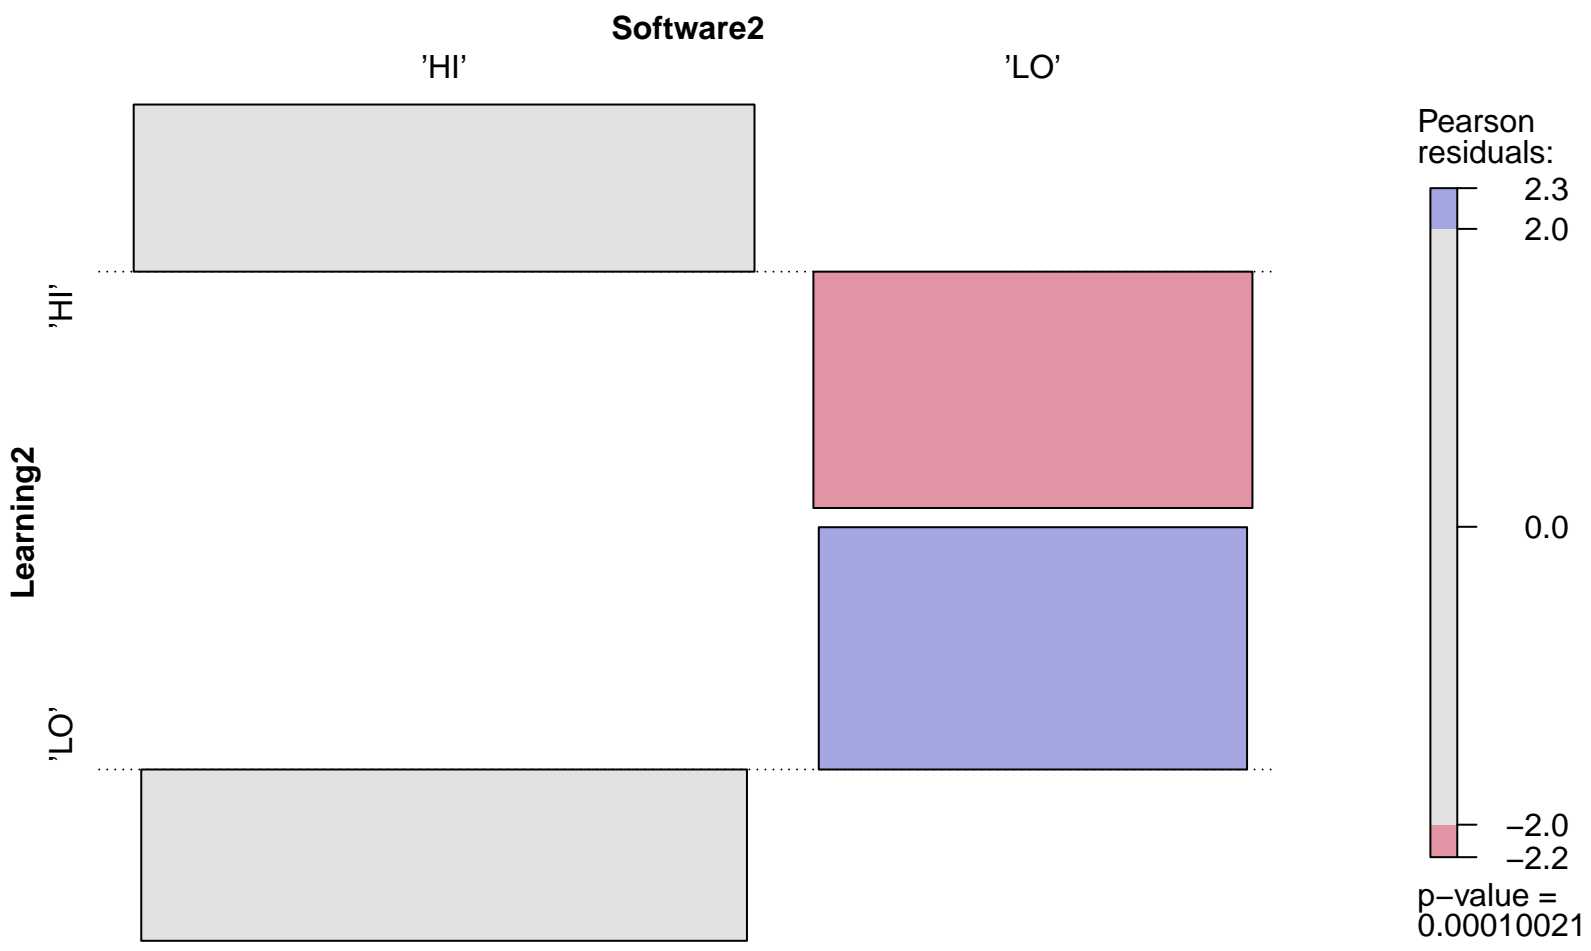 Software2
’HI’
’LO’
Learning2
’HI’
’LO’
Pearson
residuals:
2.3
2.0
0.0
−2.0
−2.2
p−value =
0.00010021